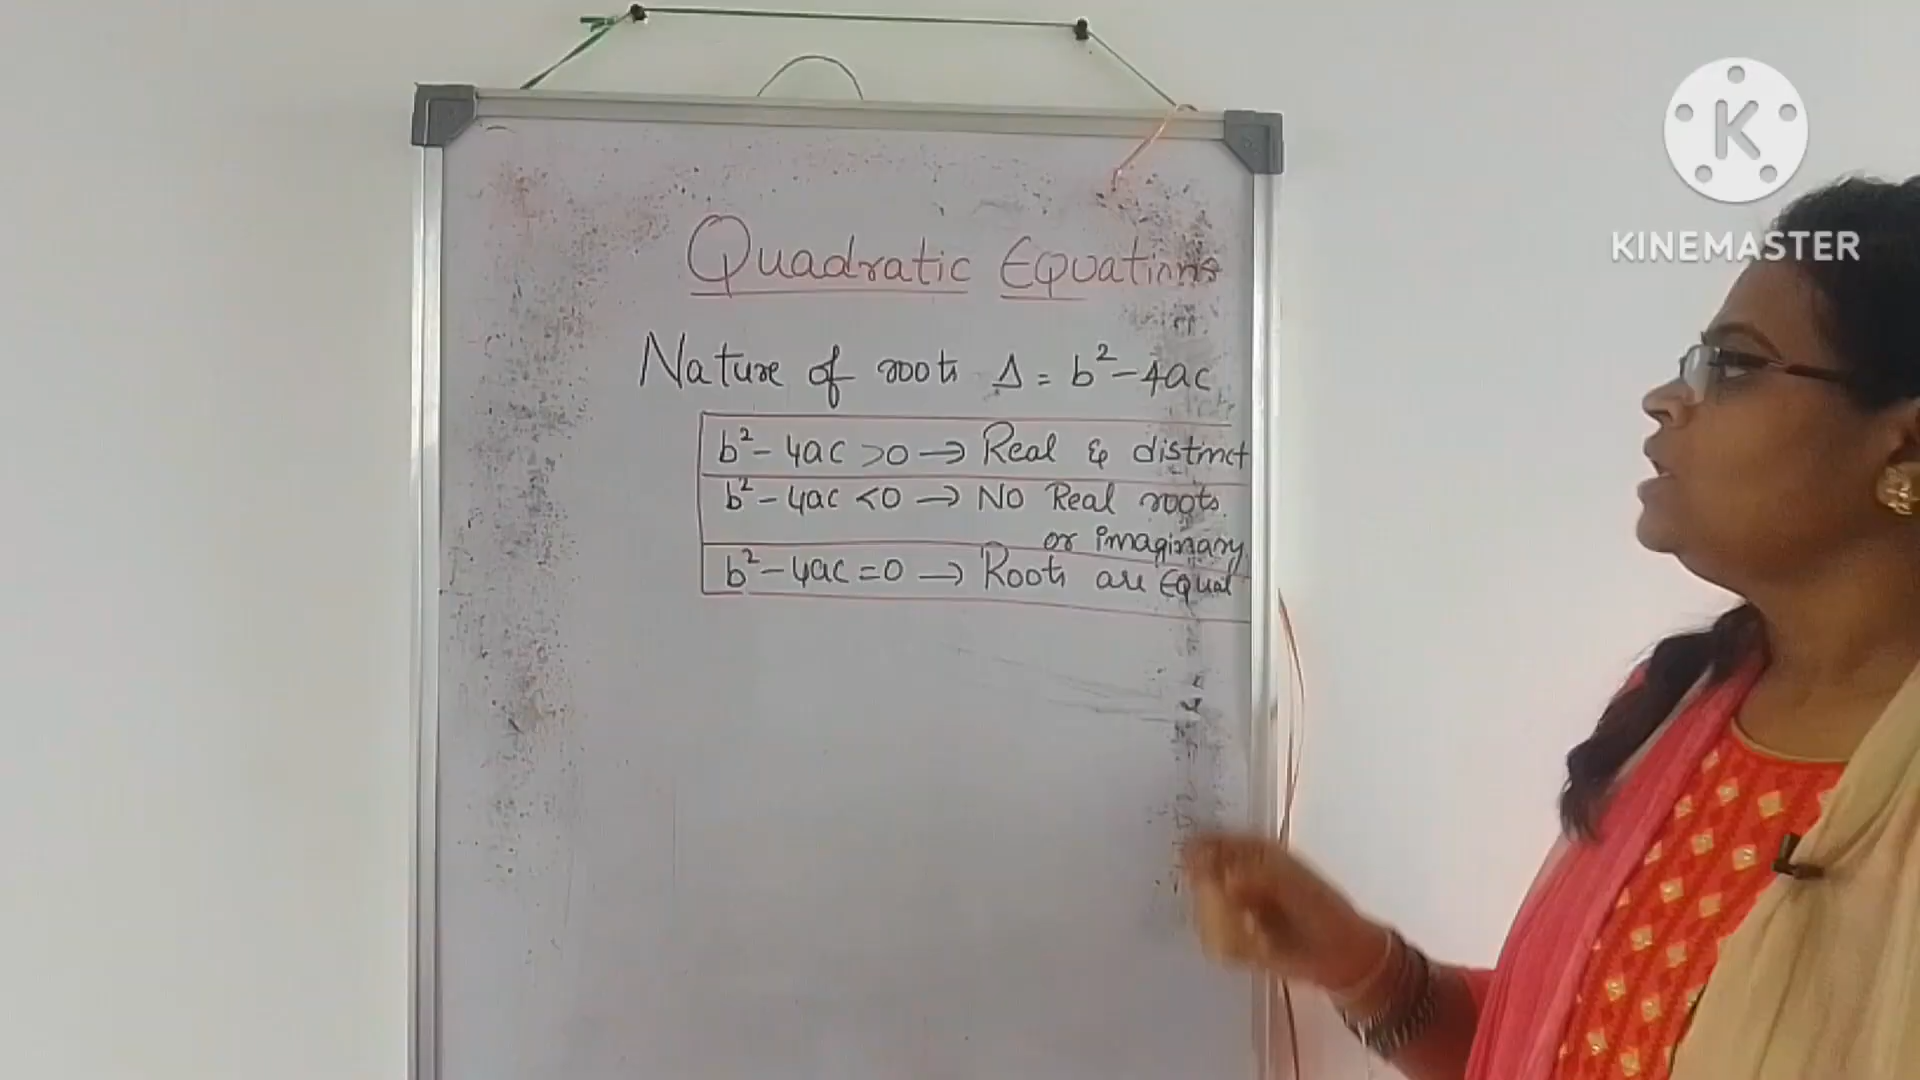 Quadratic Equations
Nature of roots Δ = b² - 4ac
b² - 4ac > 0 → Real & distinct
b² - 4ac < 0 → No Real roots.
or imaginary
b² - 4ac = 0 → Roots are Equal
K
KINEMASTER